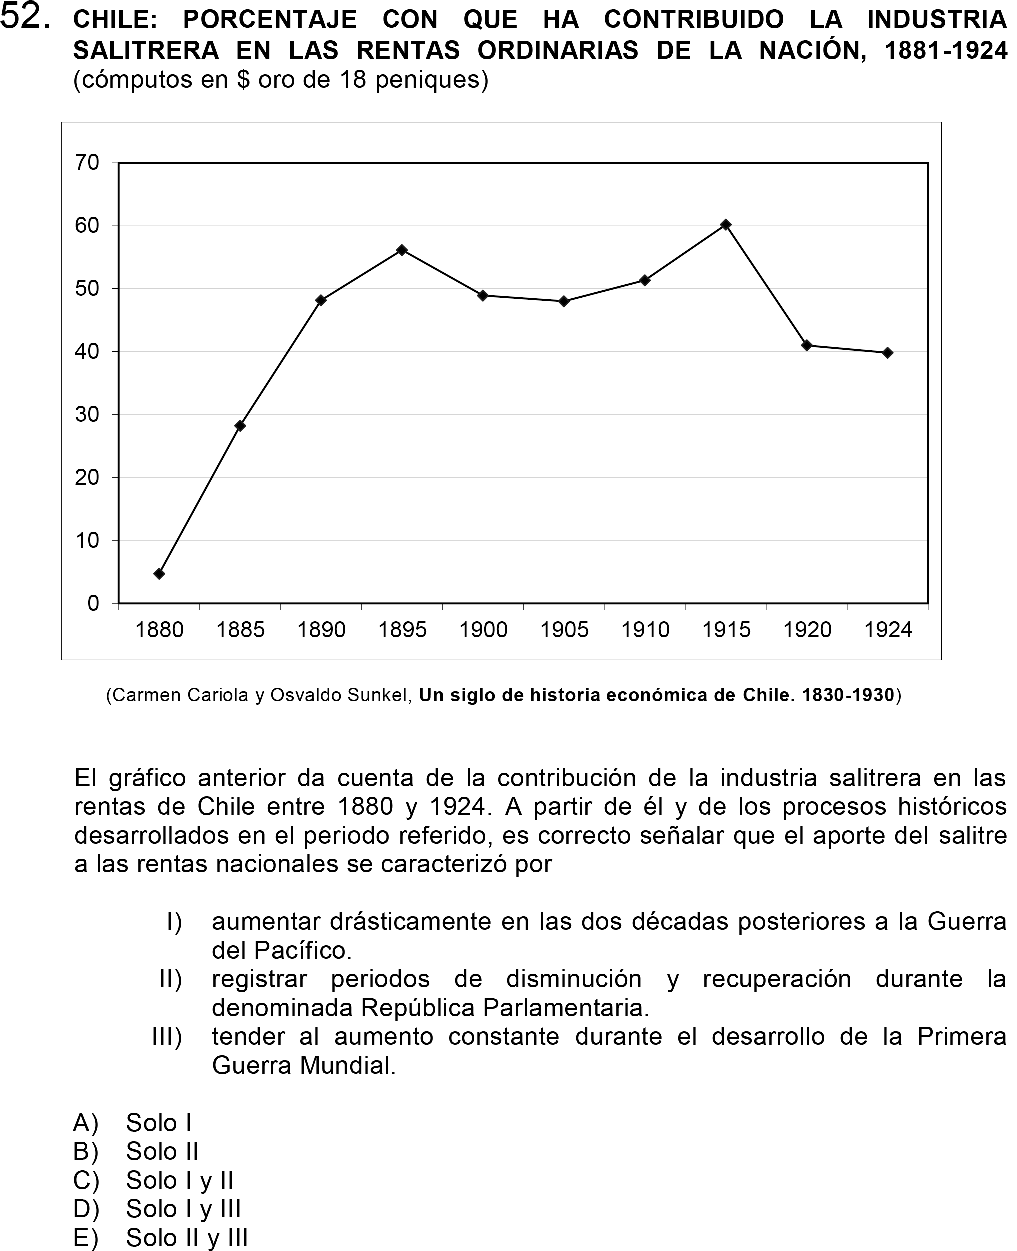 52. CHILE: PORCENTAJE CON QUE HA CONTRIBUIDO LA INDUSTRIA
SALITRERA EN LAS RENTAS ORDINARIAS DE LA NACIÓN, 1881-1924
(cómputos en $ oro de 18 peniques)
70
60
50
40
30
20
10
0
1880 1885 1890 1895 1900 1905 1910 1915 1920 1924
(Carmen Cariola y Osvaldo Sunkel, Un siglo de historia económica de Chile. 1830-1930)
El gráfico anterior da cuenta de la contribución de la industria salitrera en las
rentas de Chile entre 1880 y 1924. A partir de él y de los procesos históricos
desarrollados en el periodo referido, es correcto señalar que el aporte del salitre
a las rentas nacionales se caracterizó por
I) aumentar drásticamente en las dos décadas posteriores a la Guerra
del Pacífico.
II) registrar periodos de disminución y recuperación durante la
denominada República Parlamentaria.
III) tender al aumento constante durante el desarrollo de la Primera
Guerra Mundial.
A) Solo I
B) Solo II
C) Solo I y II
D) Solo I y III
E) Solo II y III